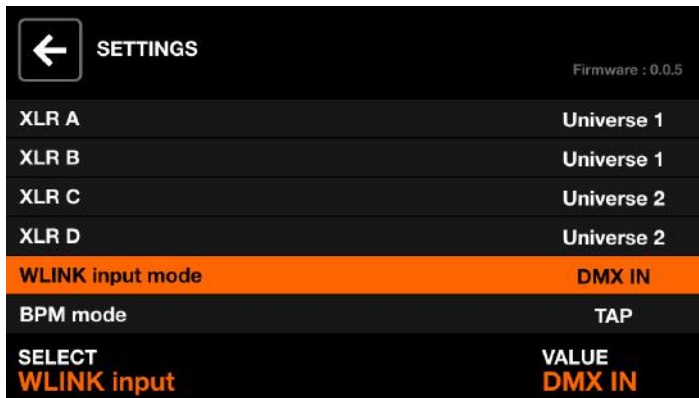 SETTINGS
Firmware : 0.0.5
XLR A Universe 1
XLR B Universe 1
XLR C Universe 2
XLR D Universe 2
WLINK input mode DMX IN
BPM mode TAP
SELECT VALUE
WLINK input DMX IN